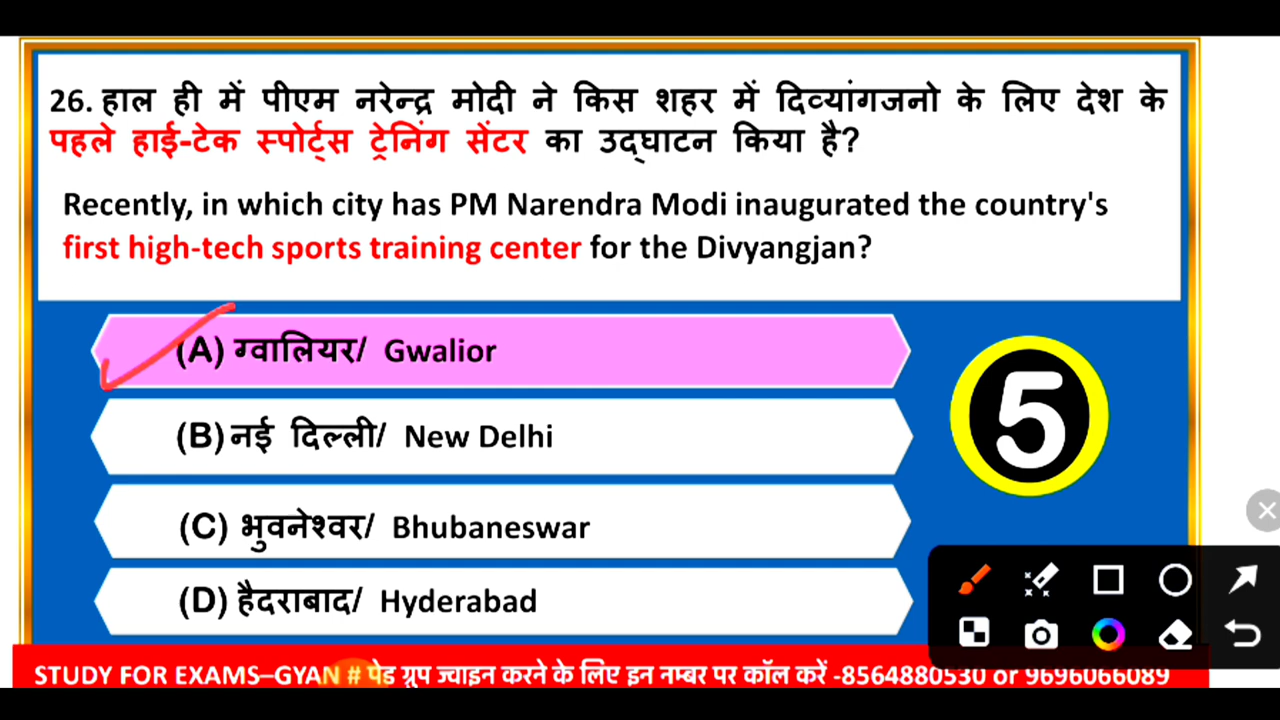 26. हाल ही में पीएम नरेन्द्र मोदी ने किस शहर में दिव्यांगजनो के लिए देश के
पहले हाई-टेक स्पोर्ट्स ट्रेनिंग सेंटर का उद्घाटन किया है?
Recently, in which city has PM Narendra Modi inaugurated the country's
first high-tech sports training center for the Divyangjan?
(A) ग्वालियर/ Gwalior
(B) नई दिल्ली/ New Delhi
(C) भुवनेश्वर/ Bhubaneswar
(D) हैदराबाद/ Hyderabad
5
STUDY FOR EXAMS–GYAN # पेड ग्रुप ज्वाइन करने के लिए इन नम्बर पर कॉल करें -8564880530 or 9696066089